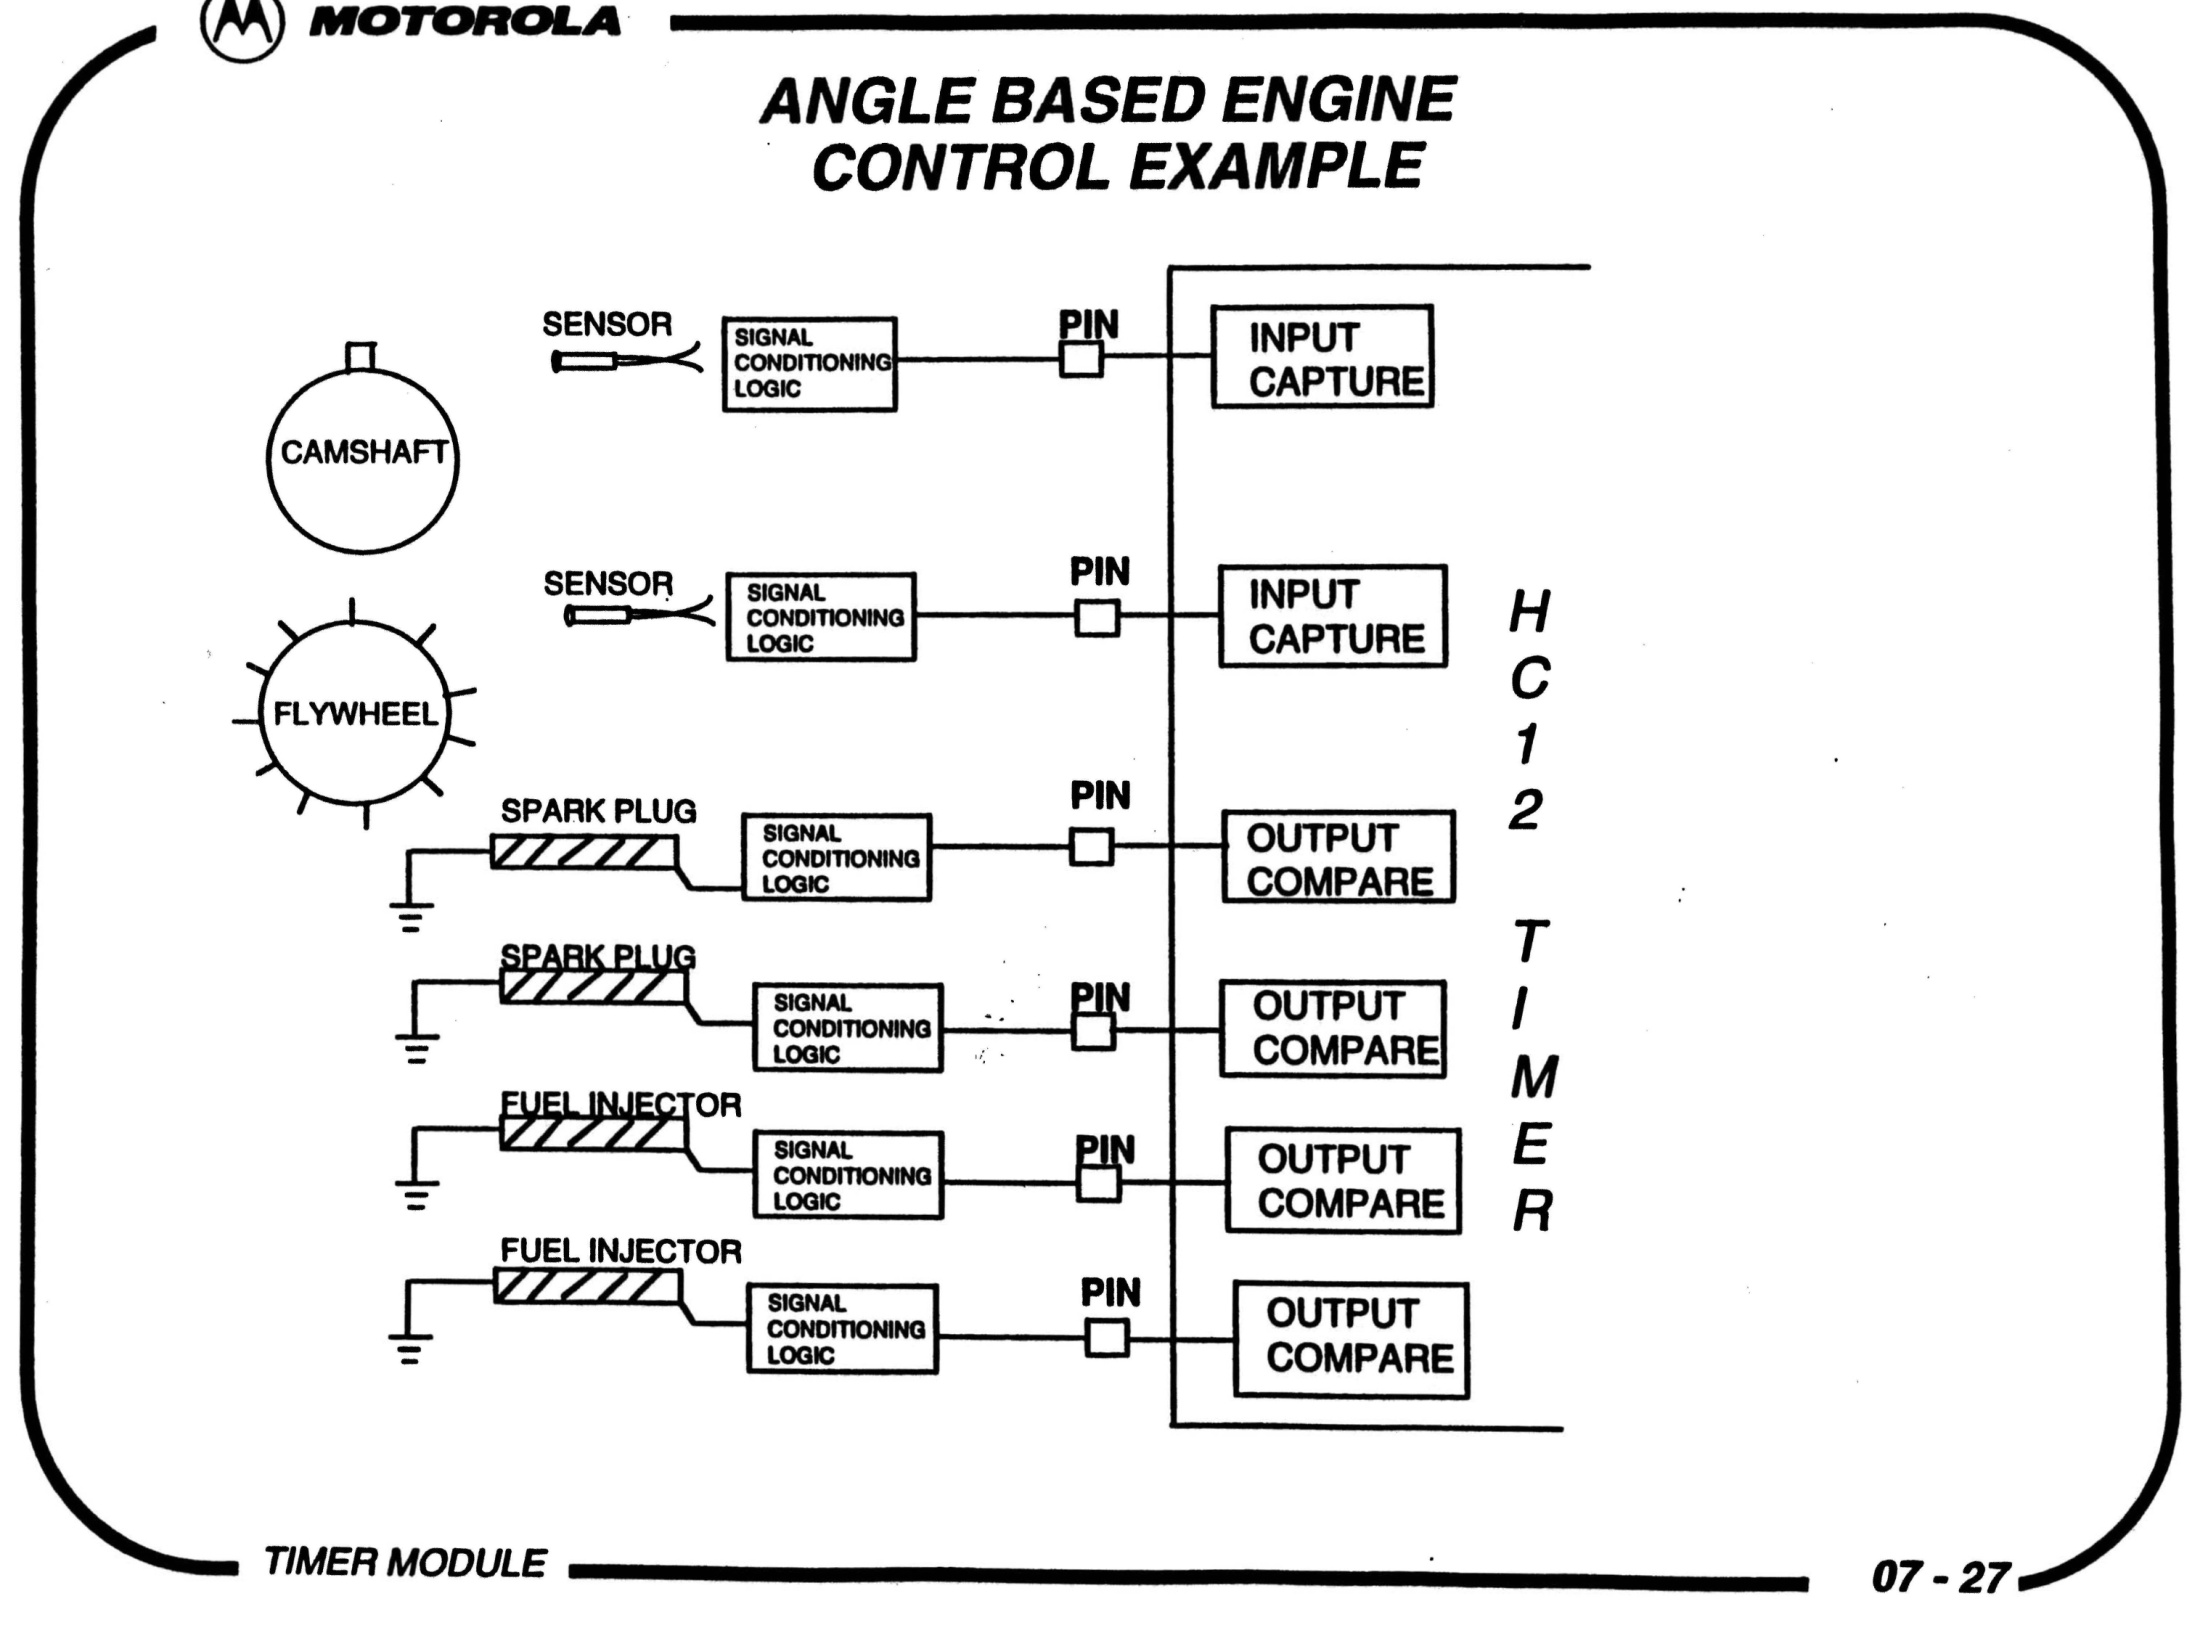 MOTOROLA
ANGLE BASED ENGINE
CONTROL EXAMPLE
SENSOR
SIGNAL
CONDITIONING
LOGIC
PIN
INPUT
CAPTURE
CAMSHAFT
SENSOR
SIGNAL
CONDITIONING
LOGIC
PIN
INPUT
CAPTURE
FLYWHEEL
SPARK PLUG
SIGNAL
CONDITIONING
LOGIC
PIN
OUTPUT
COMPARE
SPARK PLUG
SIGNAL
CONDITIONING
LOGIC
PIN
OUTPUT
COMPARE
FUEL INJECTOR
SIGNAL
CONDITIONING
LOGIC
PIN
OUTPUT
COMPARE
FUEL INJECTOR
SIGNAL
CONDITIONING
LOGIC
PIN
OUTPUT
COMPARE
HC12 TIMER
TIMER MODULE
07 - 27